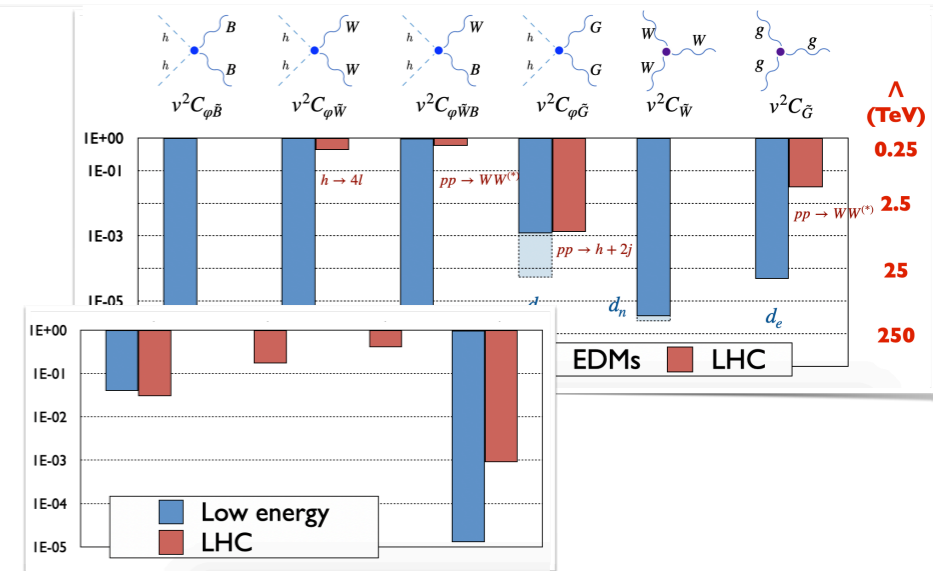 h B h W h W h G W W g g
h B h W h B h G W g
v²C_{φB̃} v²C_{φW̃} v²C_{φW̃B} v²C_{φG̃} v²C_{W̃} v²C_{G̃}
Λ
(TeV)
1E+00
0.25
1E-01
h → 4l pp → WW^{(*)}
2.5
pp → WW^{(*)}
1E-03
pp → h + 2j
25
1E-05
d_n d_e
250
EDMs LHC
1E+00
1E-01
1E-02
1E-03
1E-04
1E-05
Low energy
LHC